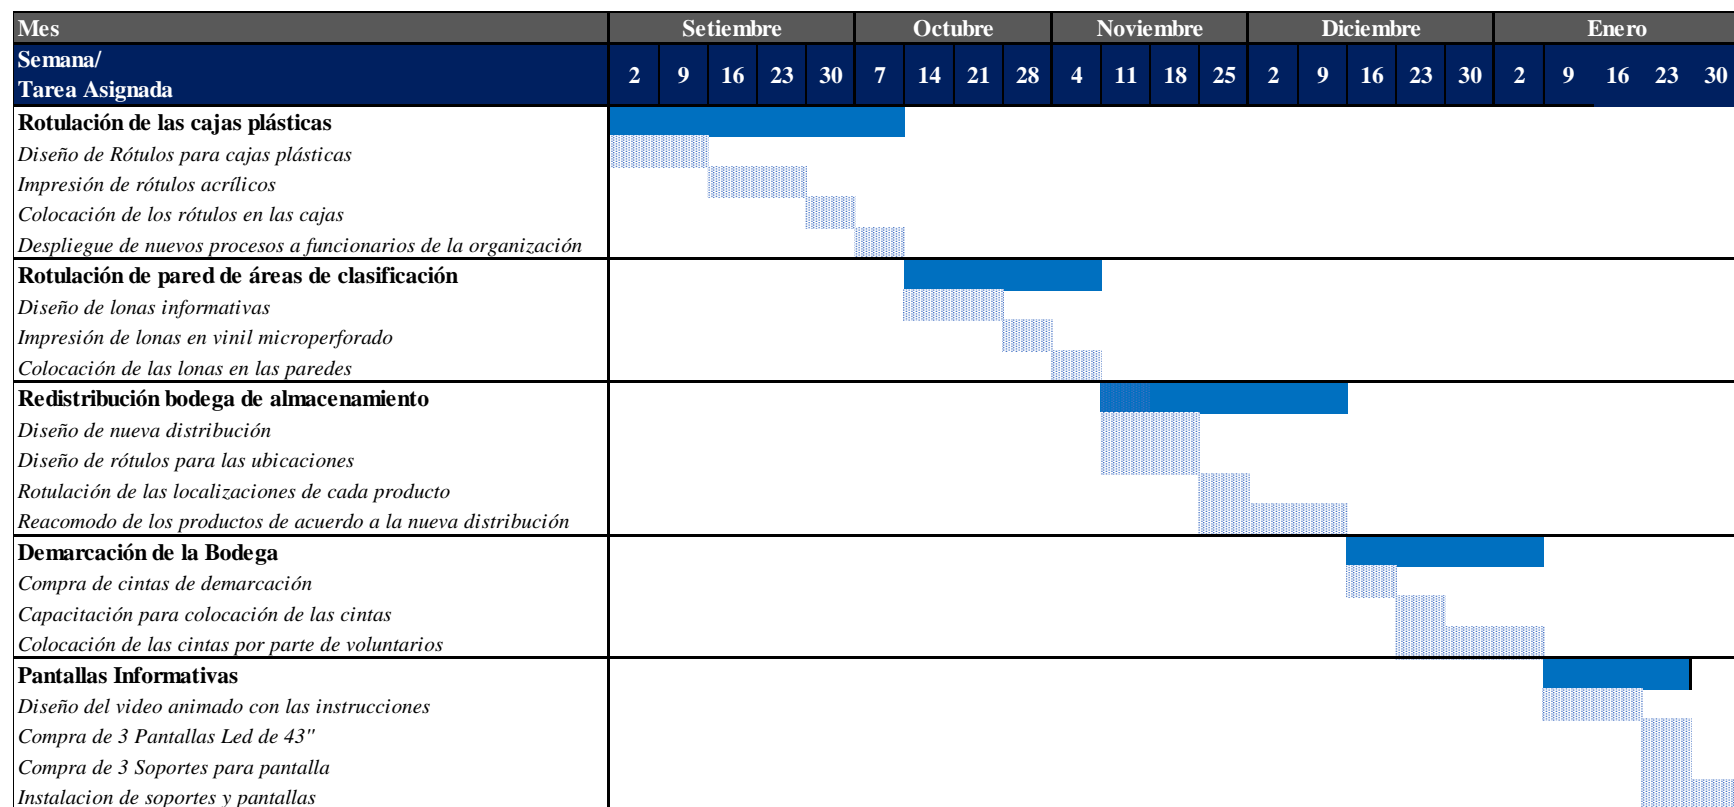 Mes Setiembre Octubre Noviembre Diciembre Enero
Semana/
Tarea Asignada 2 9 16 23 30 7 14 21 28 4 11 18 25 2 9 16 23 30 2 9 16 23 30
Rotulación de las cajas plásticas
Diseño de Rótulos para cajas plásticas
Impresión de rótulos acrílicos
Colocación de los rótulos en las cajas
Despliegue de nuevos procesos a funcionarios de la organización
Rotulación de pared de áreas de clasificación
Diseño de lonas informativas
Impresión de lonas en vinil microperforado
Colocación de las lonas en las paredes
Redistribución bodega de almacenamiento
Diseño de nueva distribución
Diseño de rótulos para las ubicaciones
Rotulación de las localizaciones de cada producto
Reacomodo de los productos de acuerdo a la nueva distribución
Demarcación de la Bodega
Compra de cintas de demarcación
Capacitación para colocación de las cintas
Colocación de las cintas por parte de voluntarios
Pantallas Informativas
Diseño del video animado con las instrucciones
Compra de 3 Pantallas Led de 43"
Compra de 3 Soportes para pantalla
Instalacion de soportes y pantallas